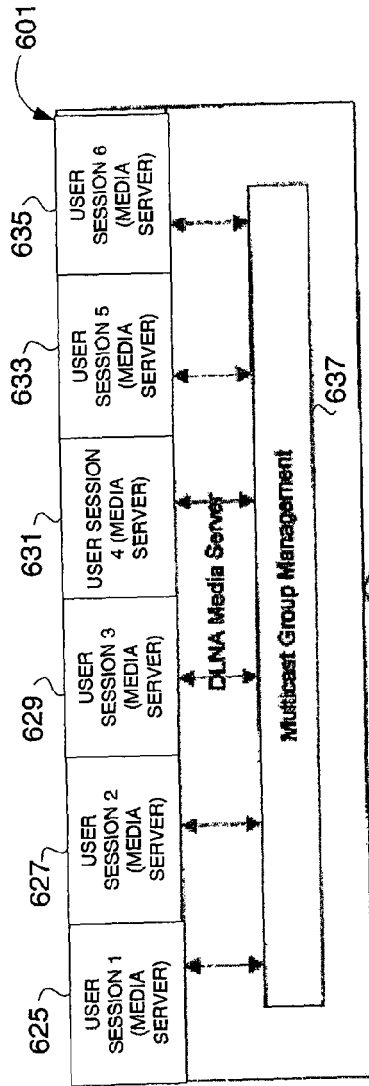 601
625
USER
SESSION 1
(MEDIA
SERVER)
627
USER
SESSION 2
(MEDIA
SERVER)
629
USER
SESSION 3
(MEDIA
SERVER)
631
USER SESSION
4 (MEDIA
SERVER)
633
USER
SESSION 5
(MEDIA
SERVER)
635
USER
SESSION 6
(MEDIA
SERVER)
DLNA Media Server
Multicast Group Management
637